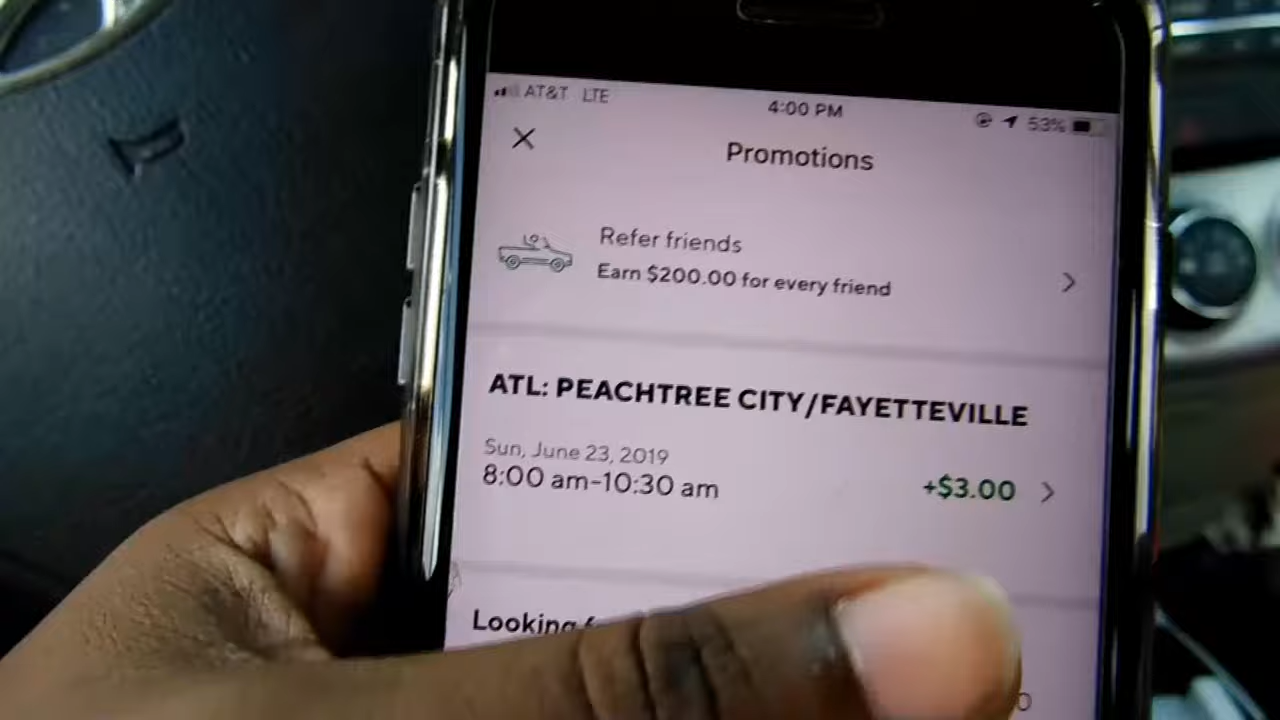 AT&T LTE 4:00 PM 53%
Promotions
Refer friends
Earn $200.00 for every friend
ATL: PEACHTREE CITY/FAYETTEVILLE
Sun, June 23, 2019
8:00 am-10:30 am +$3.00
Looking